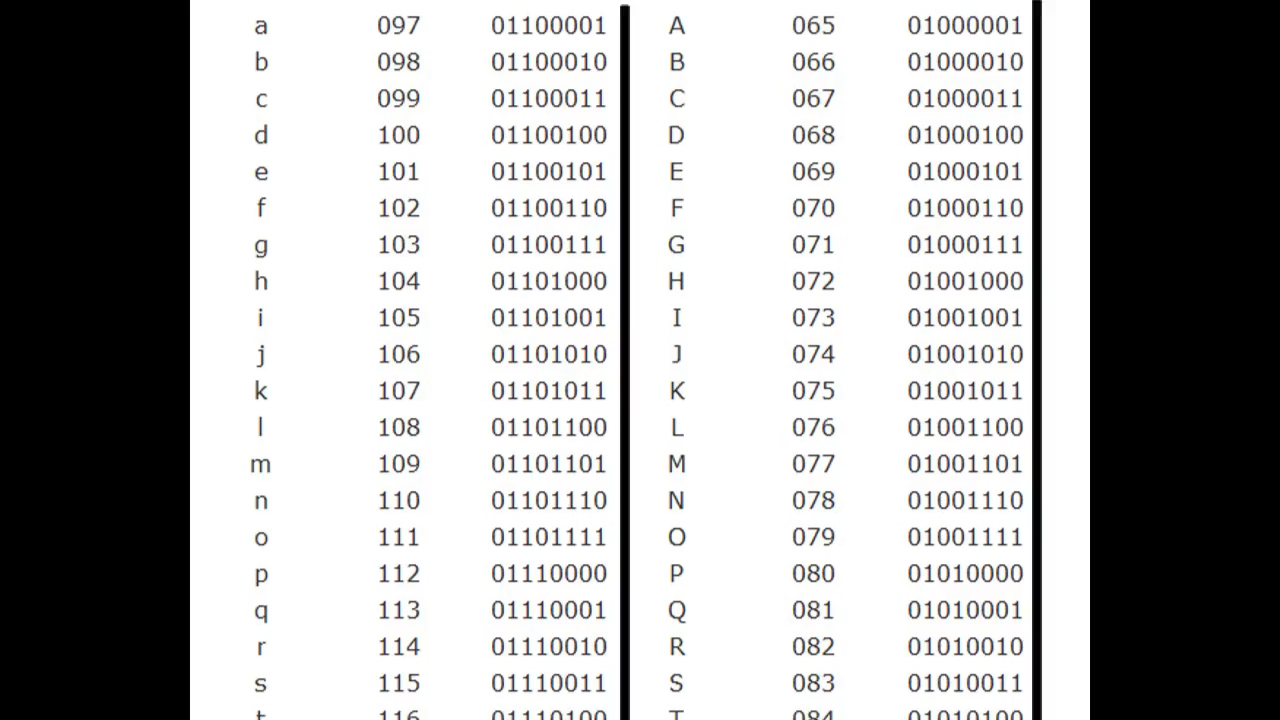 a 097 01100001 A 065 01000001
b 098 01100010 B 066 01000010
c 099 01100011 C 067 01000011
d 100 01100100 D 068 01000100
e 101 01100101 E 069 01000101
f 102 01100110 F 070 01000110
g 103 01100111 G 071 01000111
h 104 01101000 H 072 01001000
i 105 01101001 I 073 01001001
j 106 01101010 J 074 01001010
k 107 01101011 K 075 01001011
l 108 01101100 L 076 01001100
m 109 01101101 M 077 01001101
n 110 01101110 N 078 01001110
o 111 01101111 O 079 01001111
p 112 01110000 P 080 01010000
q 113 01110001 Q 081 01010001
r 114 01110010 R 082 01010010
s 115 01110011 S 083 01010011
t 116 01110100 T 084 01010100